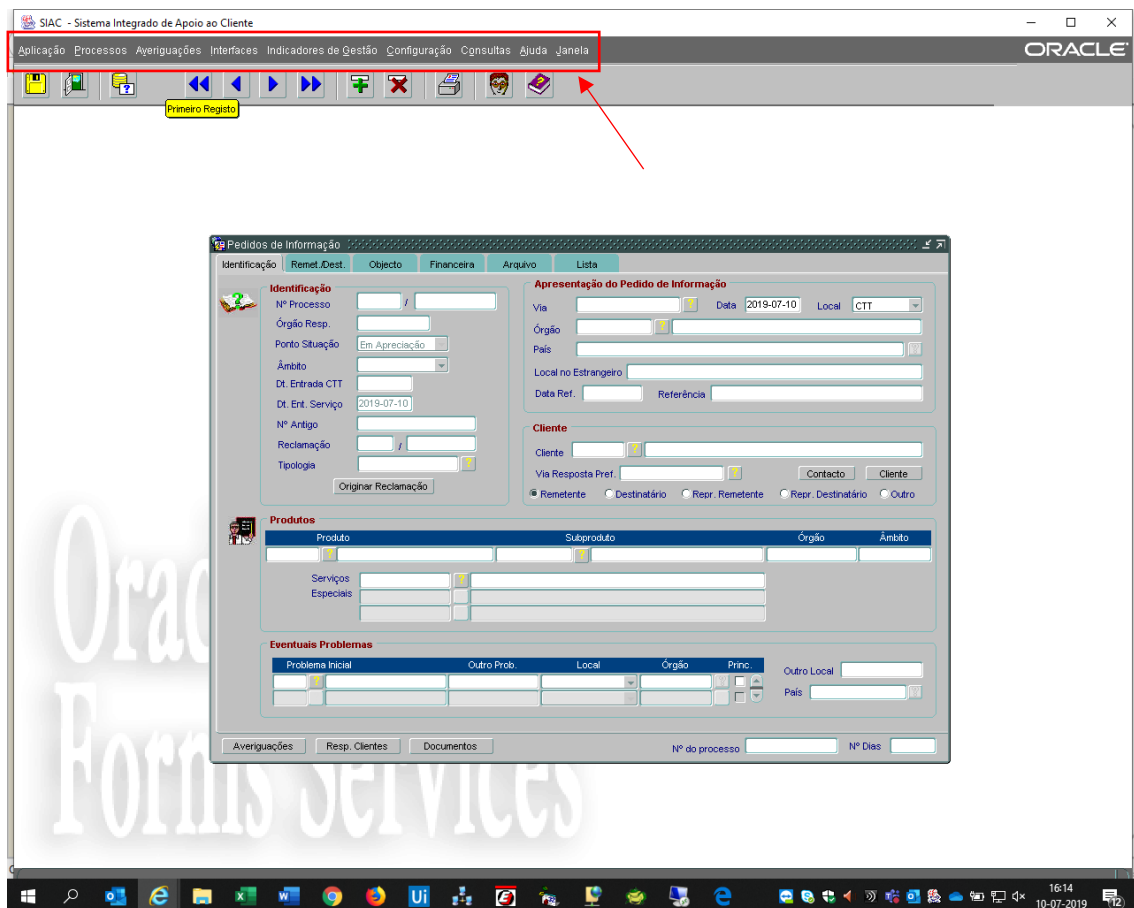 SIAC - Sistema Integrado de Apoio ao Cliente
Aplicação Processos Averiguações Interfaces Indicadores de Gestão Configuração Consultas Ajuda Janela
ORACLE
Primeiro Registo
Pedidos de Informação
Identificação Remet./Dest. Objecto Financeira Arquivo Lista
Identificação
Nº Processo /
Órgão Resp.
Ponto Situação Em Apreciação
Âmbito
Dt. Entrada CTT
Dt. Ent. Serviço 2019-07-10
Nº Antigo
Reclamação /
Tipologia
Originar Reclamação
Apresentação do Pedido de Informação
Via Data 2019-07-10 Local CTT
Órgão
País
Local no Estrangeiro
Data Ref. Referência
Cliente
Cliente
Via Resposta Pref. Contacto Cliente
Remetente Destinatário Repr. Remetente Repr. Destinatário Outro
Produtos
Produto Subproduto Órgão Âmbito
Serviços
Especiais
Eventuais Problemas
Problema Inicial Outro Prob. Local Órgão Princ.
Outro Local
País
Averiguações Resp. Clientes Documentos Nº do processo Nº Dias
Oracle
Forms Services
16:14
10-07-2019